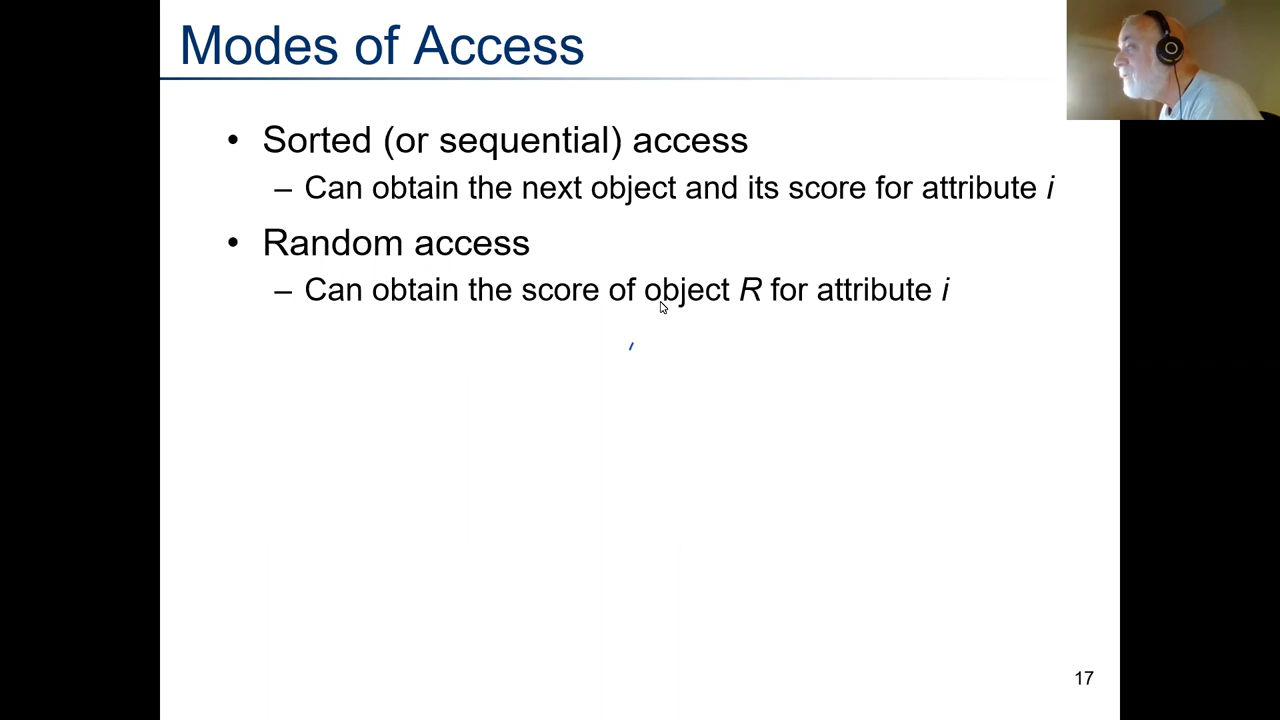 Modes of Access
• Sorted (or sequential) access
– Can obtain the next object and its score for attribute i
• Random access
– Can obtain the score of object R for attribute i
17